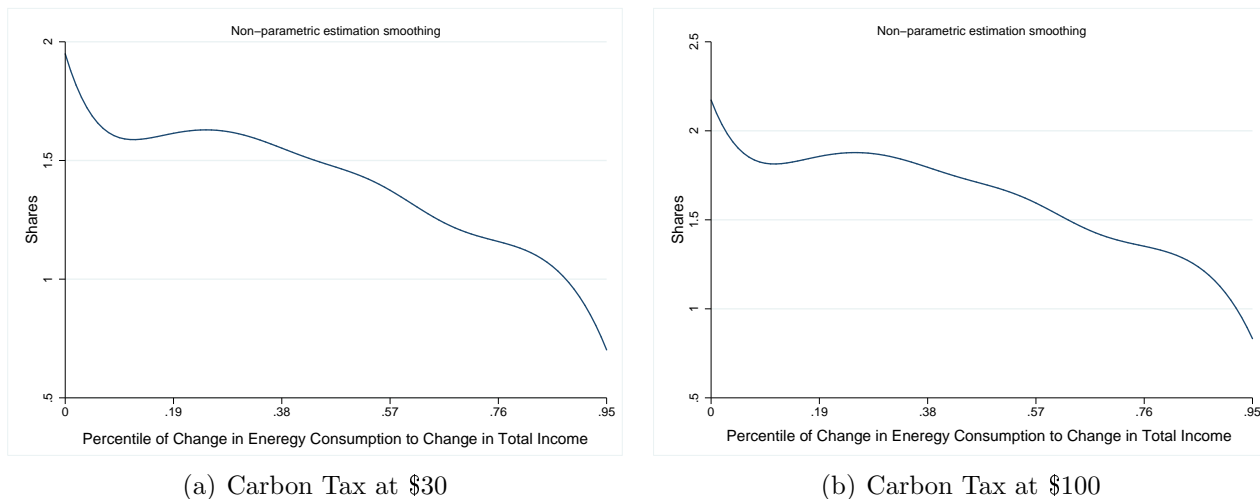 Non-parametric estimation smoothing
2
1.5
1
.5
Shares
0 .19 .38 .57 .76 .95
Percentile of Change in Eneregy Consumption to Change in Total Income
(a) Carbon Tax at $30
Non-parametric estimation smoothing
2.5
2
1.5
1
.5
Shares
0 .19 .38 .57 .76 .95
Percentile of Change in Eneregy Consumption to Change in Total Income
(b) Carbon Tax at $100